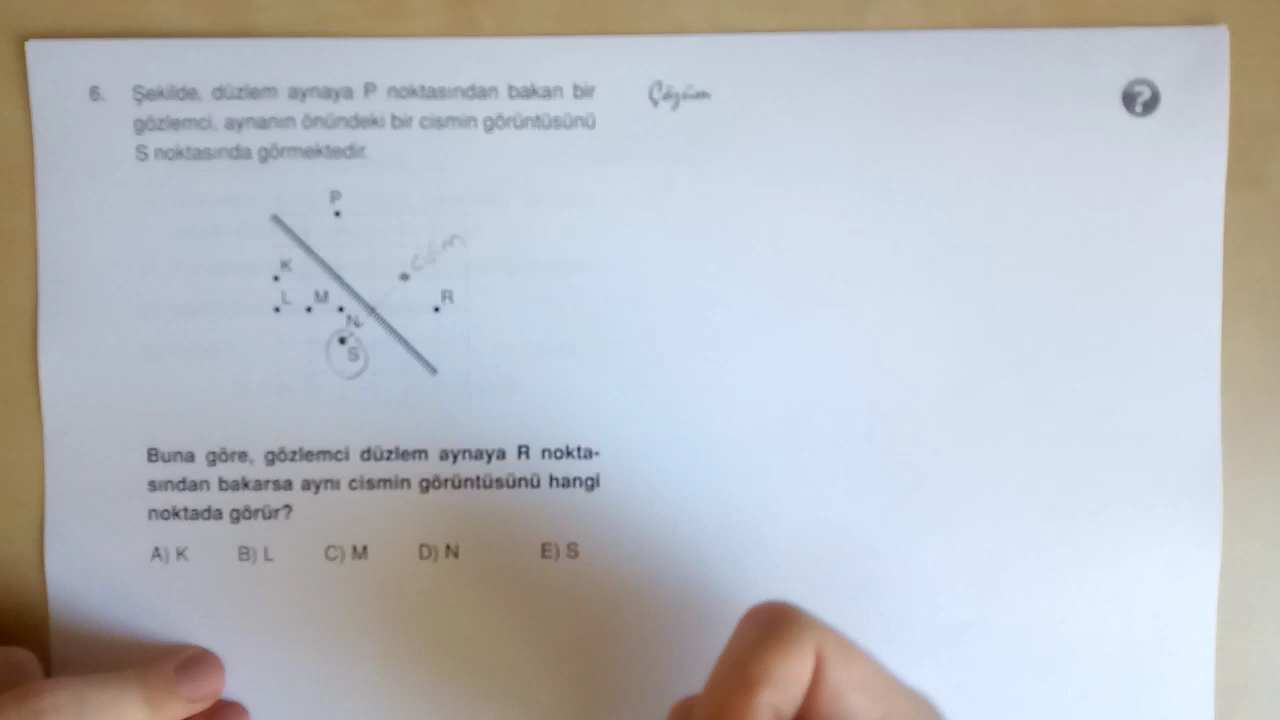 6. Şekilde, düzlem aynaya P noktasından bakan bir
gözlemci, aynanın önündeki bir cismin görüntüsünü
S noktasında görmektedir.
Çözüm
?
P
cisim
K
L M
R
N
S
Buna göre, gözlemci düzlem aynaya R nokta-
sından bakarsa aynı cismin görüntüsünü hangi
noktada görür?
A) K B) L C) M D) N E) S